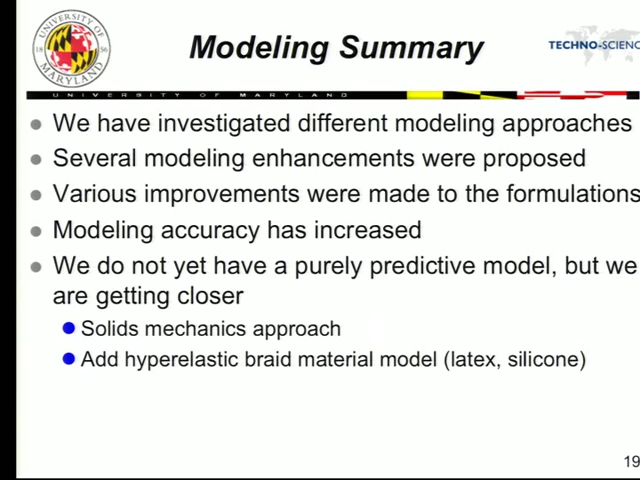 UNIVERSITY OF
18 56
MARYLAND
Modeling Summary
TECHNO-SCIENC
UNIVERSITY OF MARYLAND
We have investigated different modeling approaches
Several modeling enhancements were proposed
Various improvements were made to the formulations
Modeling accuracy has increased
We do not yet have a purely predictive model, but we
are getting closer
Solids mechanics approach
Add hyperelastic braid material model (latex, silicone)
19